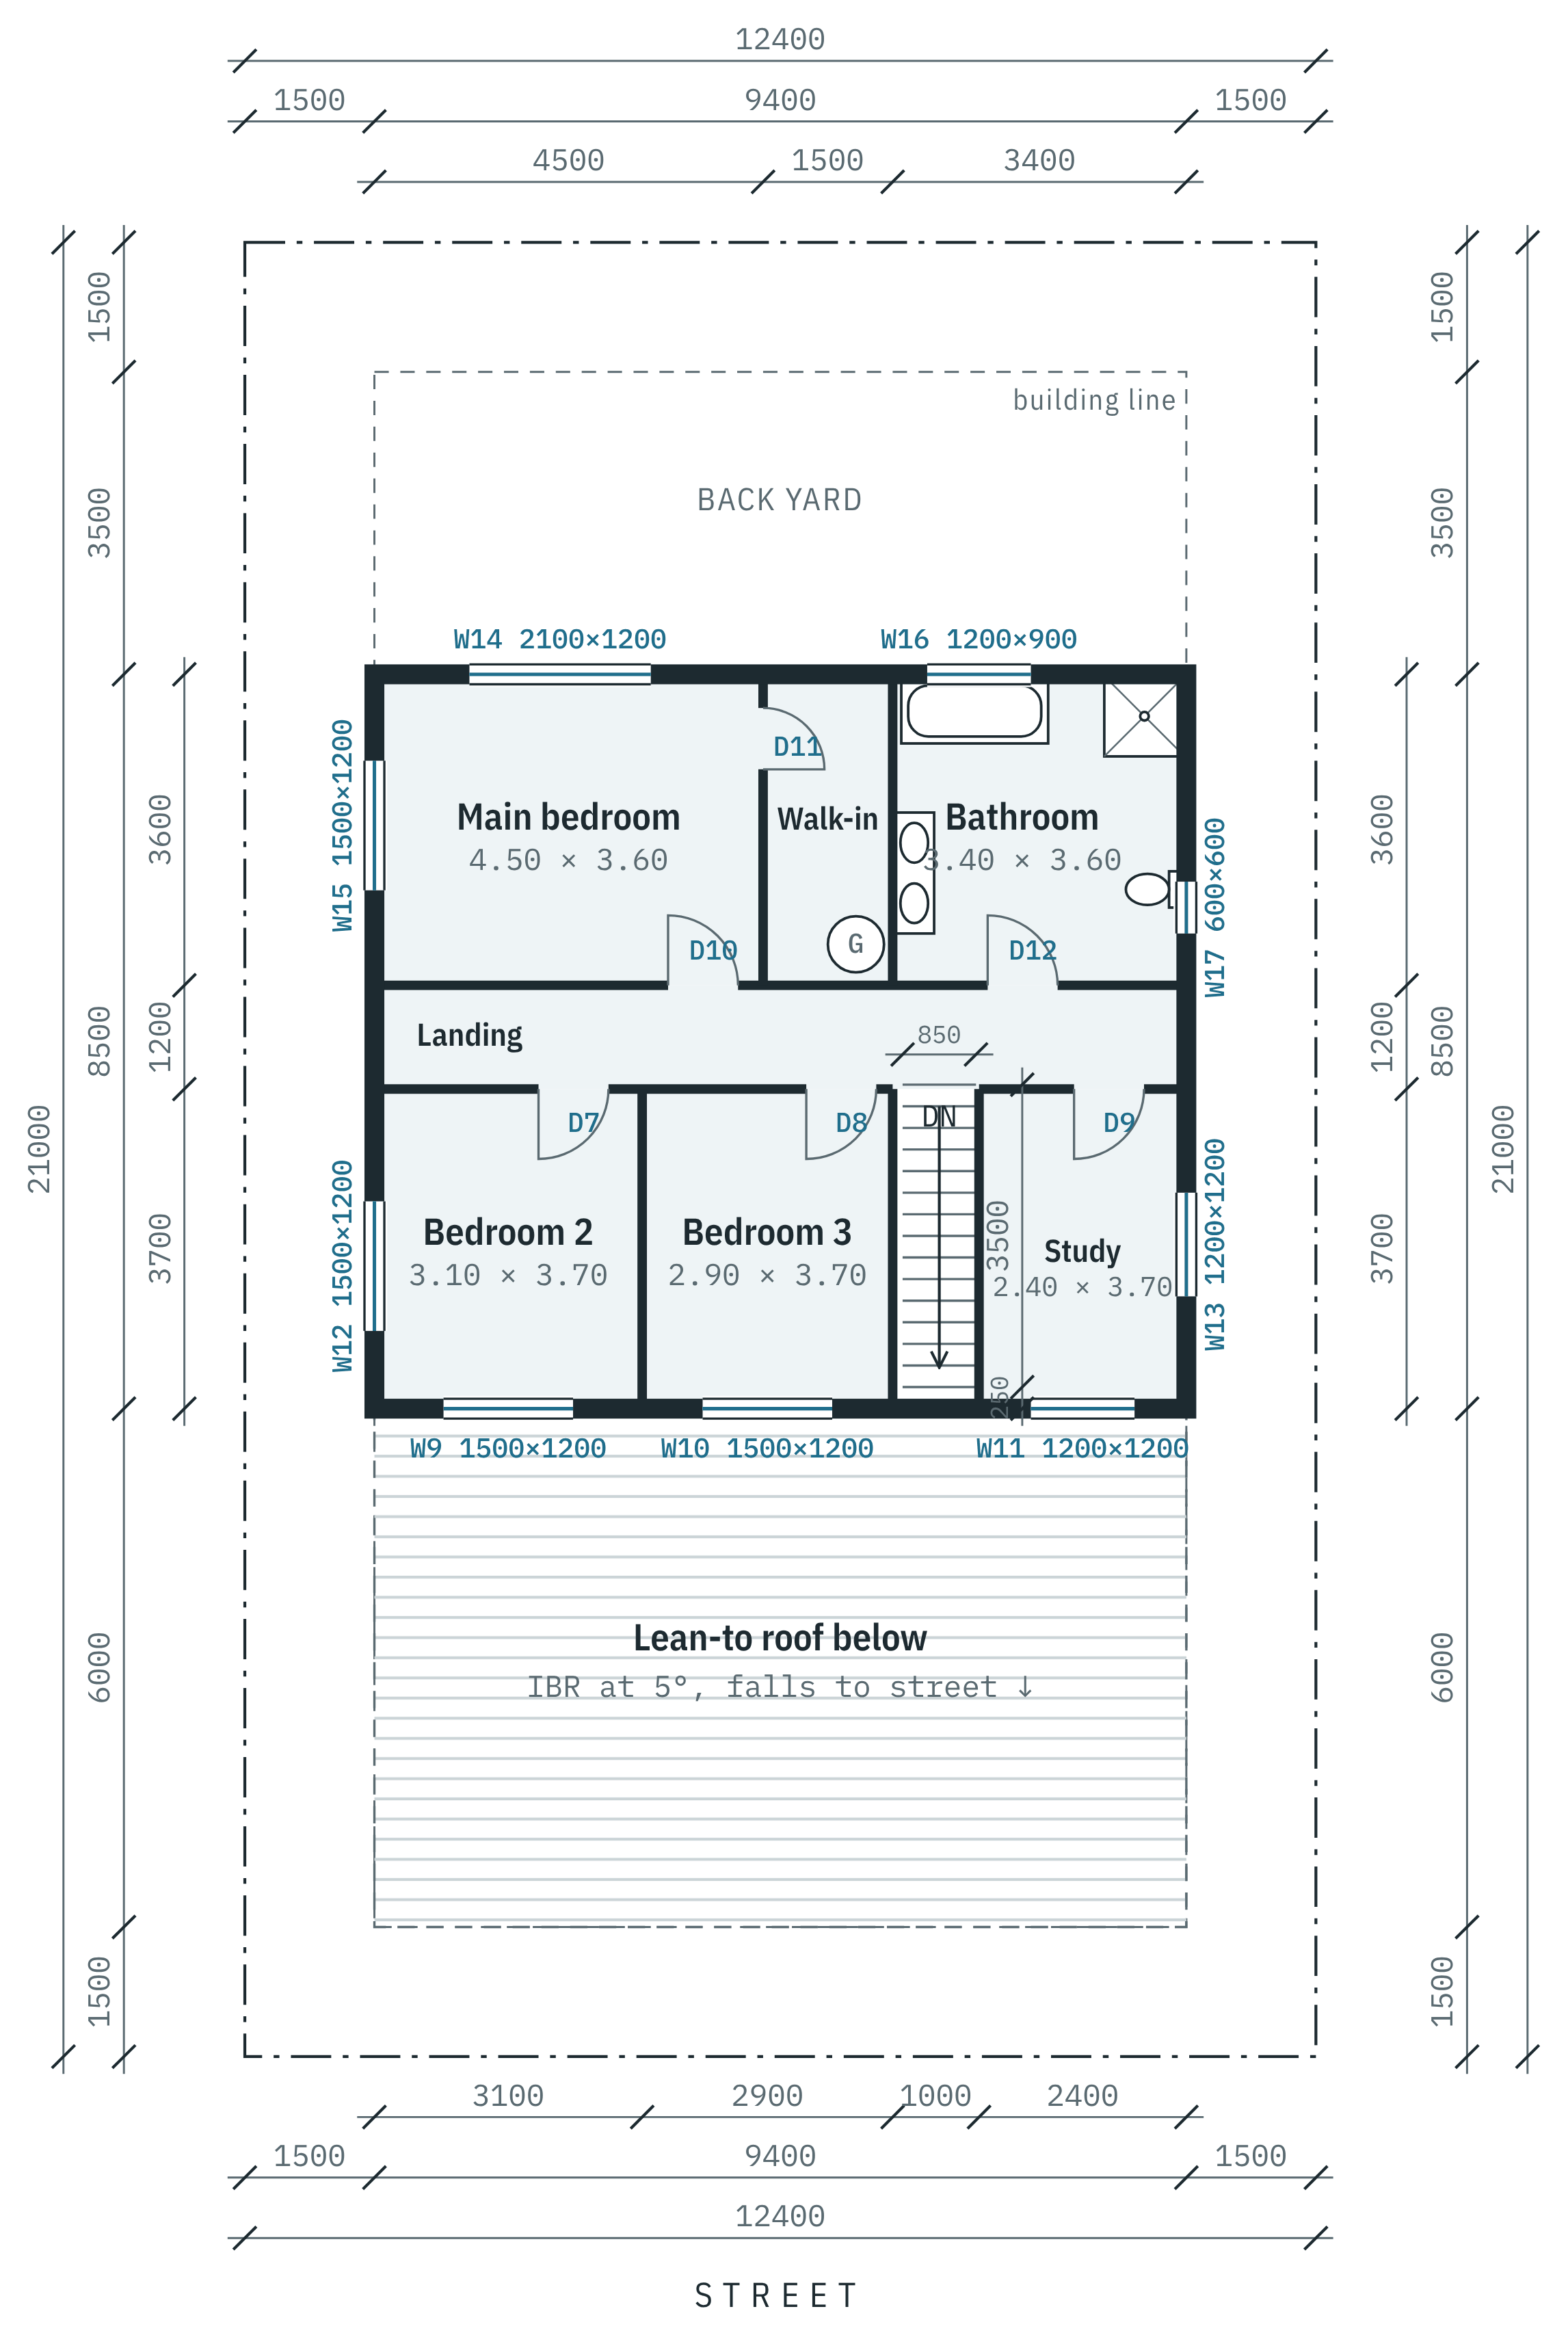 12400
1500 9400 1500
4500 1500 3400
1500
1500
building line
3500
3500
BACK YARD
W14 2100×1200 W16 1200×900
W15 1500×1200
D11
3600
Main bedroom Walk-in Bathroom
4.50 × 3.60 3.40 × 3.60
3600
W17 600×600
D10 G D12
8500
1200
Landing
850
1200
8500
D7 D8 DN D9
21000
21000
W12 1500×1200
3700
Bedroom 2 Bedroom 3 3500 Study
3.10 × 3.70 2.90 × 3.70 2.40 × 3.70
W13 1200×1200
3700
250
W9 1500×1200 W10 1500×1200 W11 1200×1200
6000
Lean-to roof below
IBR at 5°, falls to street ↓
6000
1500
1500
3100 2900 1000 2400
1500 9400 1500
12400
STREET